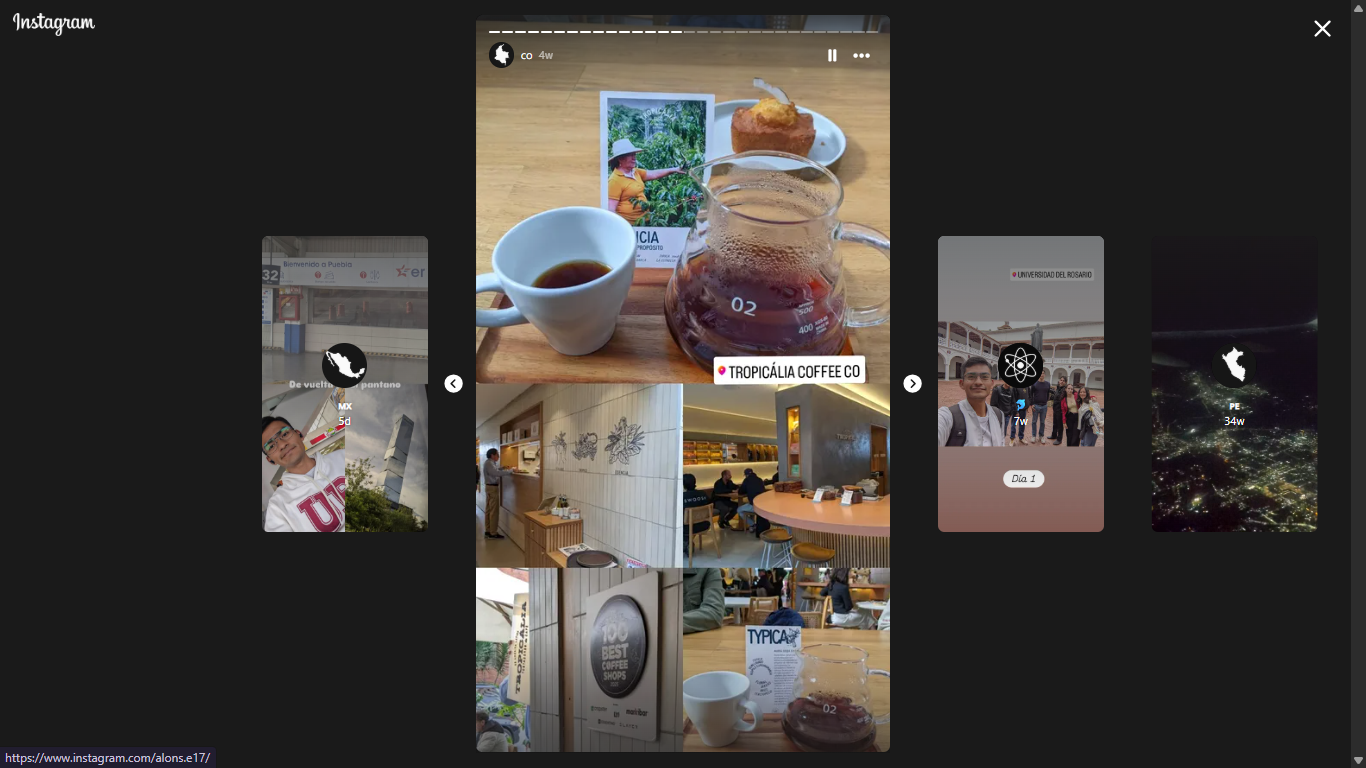 Instagram
co 4w
CIA
PROPÓSITO
02
500
400
TROPICÁLIA COFFEE CO
100
BEST
COFFEE
SHOPS
TROPICALIA
TYPICA
02
32
Bienvenido a Puebla
er
De vuelta
pantano
MX
5d
UNIVERSIDAD DEL ROSARIO
7w
Día 1
PE
34w
https://www.instagram.com/alons.e17/